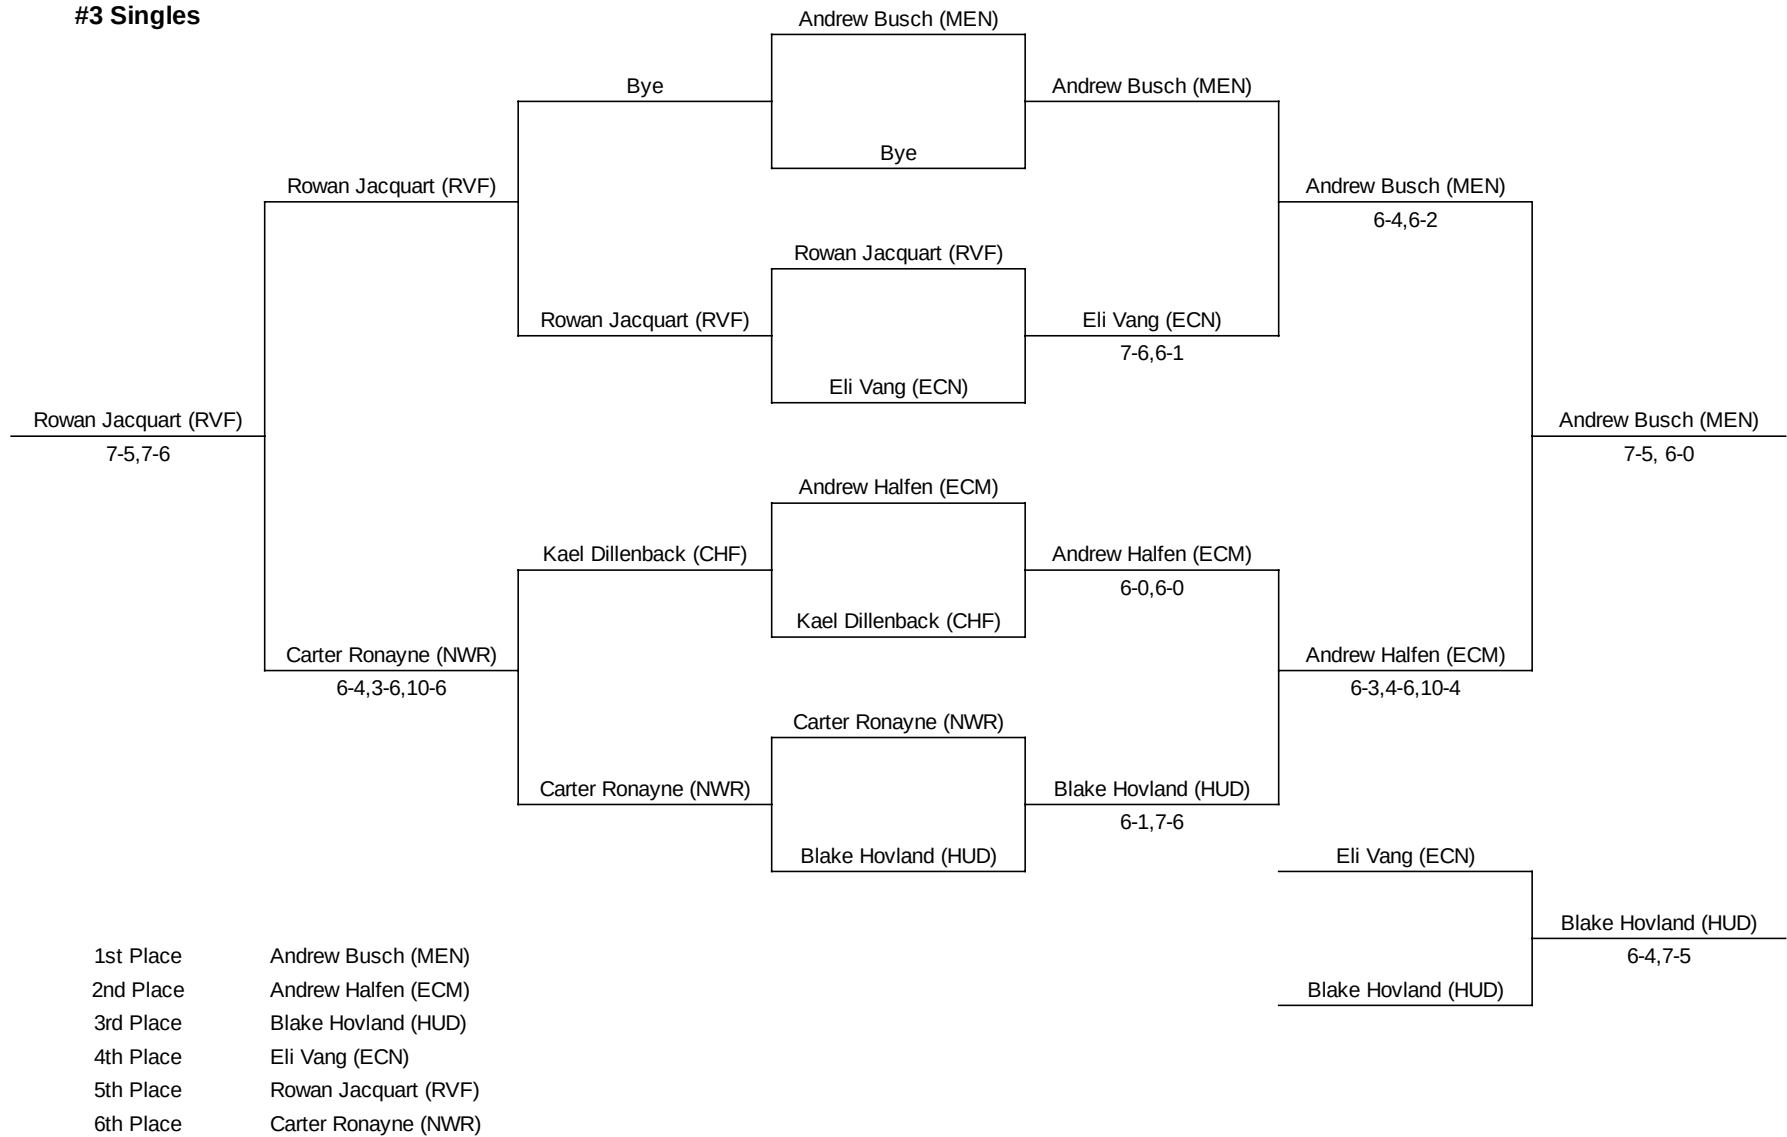 #3 Singles
Andrew Busch (MEN)
Bye
Andrew Busch (MEN)
Bye
Rowan Jacquart (RVF)
Andrew Busch (MEN)
6-4,6-2
Rowan Jacquart (RVF)
Rowan Jacquart (RVF)
Eli Vang (ECN)
7-6,6-1
Eli Vang (ECN)
Rowan Jacquart (RVF)
7-5,7-6
Andrew Busch (MEN)
7-5, 6-0
Andrew Halfen (ECM)
Kael Dillenback (CHF)
Andrew Halfen (ECM)
6-0,6-0
Kael Dillenback (CHF)
Carter Ronayne (NWR)
6-4,3-6,10-6
Andrew Halfen (ECM)
6-3,4-6,10-4
Carter Ronayne (NWR)
Carter Ronayne (NWR)
Blake Hovland (HUD)
6-1,7-6
Blake Hovland (HUD)
Eli Vang (ECN)
Blake Hovland (HUD)
6-4,7-5
Blake Hovland (HUD)
1st Place Andrew Busch (MEN)
2nd Place Andrew Halfen (ECM)
3rd Place Blake Hovland (HUD)
4th Place Eli Vang (ECN)
5th Place Rowan Jacquart (RVF)
6th Place Carter Ronayne (NWR)